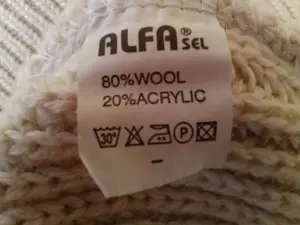 ALFA® SEL
80%WOOL
20%ACRYLIC
30° P
-